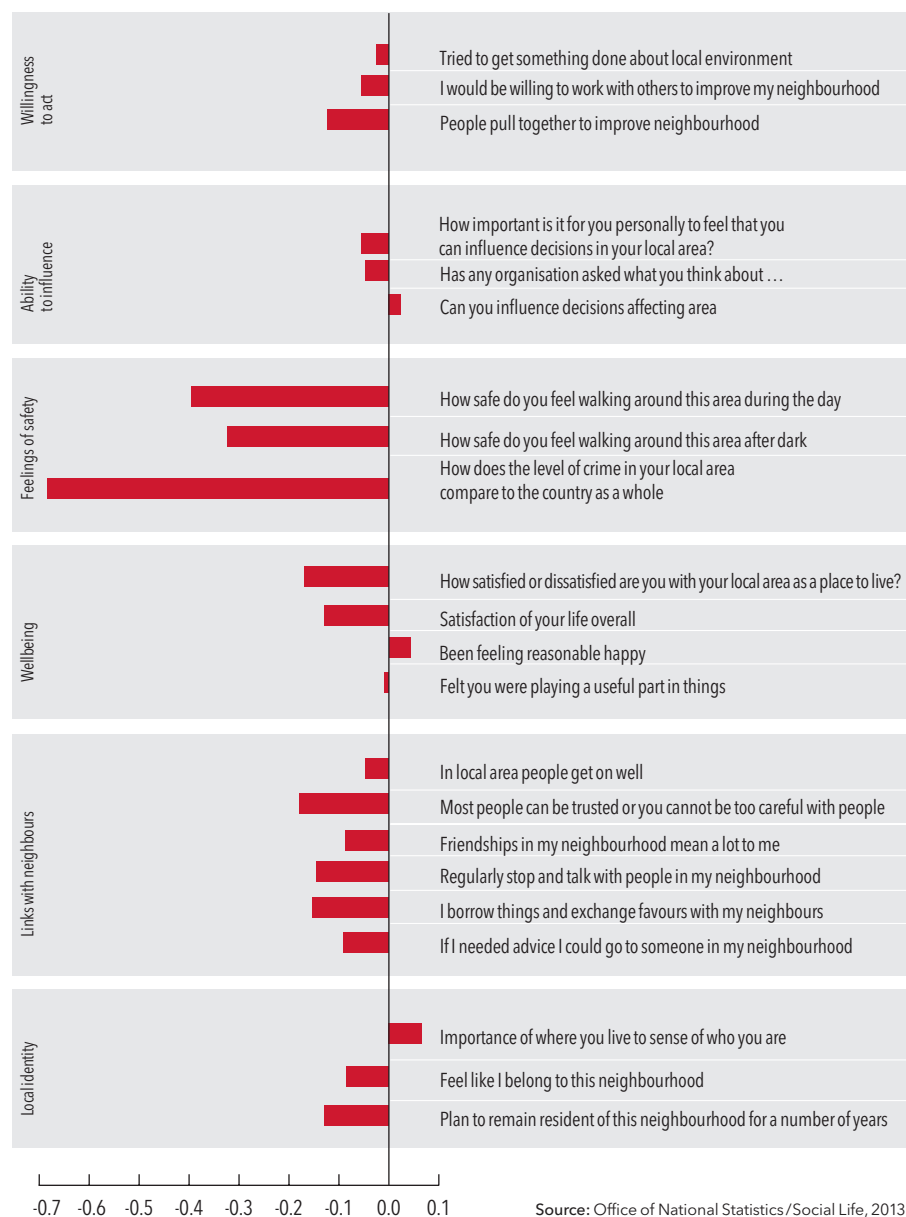 Willingness
to act
Tried to get something done about local environment
I would be willing to work with others to improve my neighbourhood
People pull together to improve neighbourhood
Ability
to influence
How important is it for you personally to feel that you
can influence decisions in your local area?
Has any organisation asked what you think about ...
Can you influence decisions affecting area
Feelings of safety
How safe do you feel walking around this area during the day
How safe do you feel walking around this area after dark
How does the level of crime in your local area
compare to the country as a whole
Wellbeing
How satisfied or dissatisfied are you with your local area as a place to live?
Satisfaction of your life overall
Been feeling reasonable happy
Felt you were playing a useful part in things
Links with neighbours
In local area people get on well
Most people can be trusted or you cannot be too careful with people
Friendships in my neighbourhood mean a lot to me
Regularly stop and talk with people in my neighbourhood
I borrow things and exchange favours with my neighbours
If I needed advice I could go to someone in my neighbourhood
Local identity
Importance of where you live to sense of who you are
Feel like I belong to this neighbourhood
Plan to remain resident of this neighbourhood for a number of years
-0.7 -0.6 -0.5 -0.4 -0.3 -0.2 -0.1 0.0 0.1
Source: Office of National Statistics/Social Life, 2013